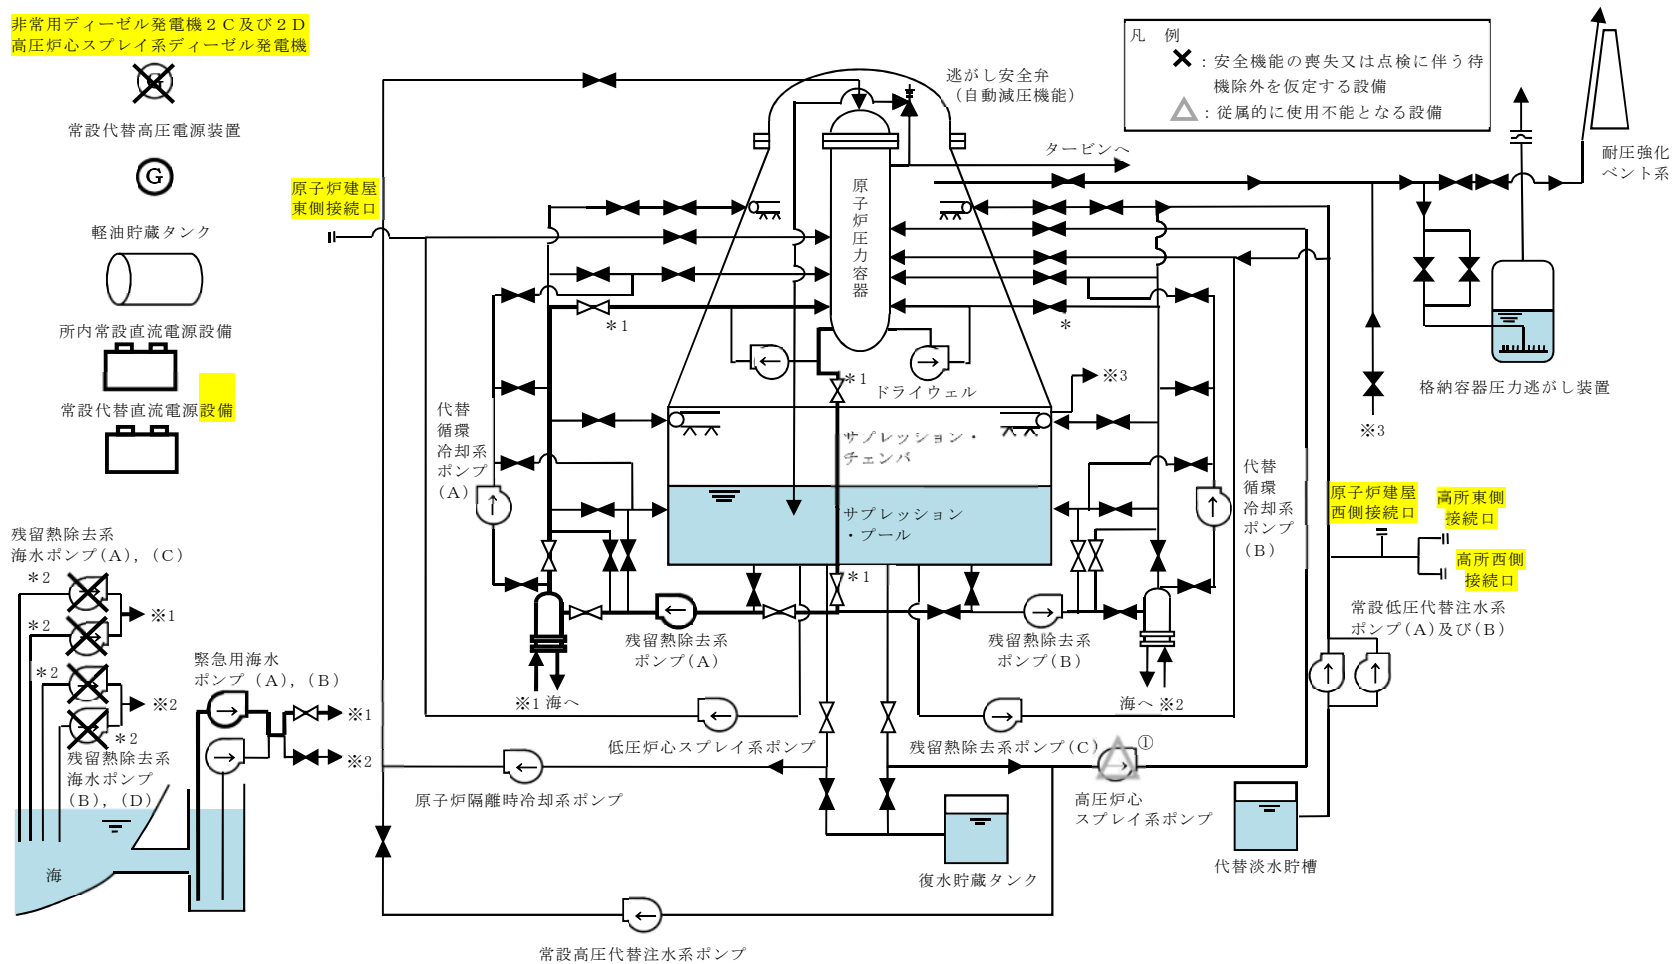 非常用ディーゼル発電機２Ｃ及び２Ｄ
高圧炉心スプレイ系ディーゼル発電機
G
常設代替高圧電源装置
G
軽油貯蔵タンク
所内常設直流電源設備
常設代替直流電源設備
原子炉建屋
東側接続口
逃がし安全弁
（自動減圧機能）
凡　例
：安全機能の喪失又は点検に伴う待
機除外を仮定する設備
：従属的に使用不能となる設備
タービンへ
耐圧強化
ベント系
原子炉圧力容器
＊1
＊
＊1
ドライウェル
※3
※3
格納容器圧力逃がし装置
代替
循環
冷却系
ポンプ
（A）
サプレッション・
チェンバ
サプレッション
・プール
代替
循環
冷却系
ポンプ
（B）
原子炉建屋
西側接続口
高所東側
接続口
高所西側
接続口
残留熱除去系
海水ポンプ(A)，(C)
＊2
※1
＊2
＊2
※2
＊2
残留熱除去系
海水ポンプ
（B），（D）
緊急用海水
ポンプ（A），（B）
※1
※2
海
＊1
残留熱除去系
ポンプ(A)
残留熱除去系
ポンプ(B)
※1 海へ
海へ ※2
常設低圧代替注水系
ポンプ(A)及び(B)
低圧炉心スプレイ系ポンプ
残留熱除去系ポンプ(C)
①
原子炉隔離時冷却系ポンプ
高圧炉心
スプレイ系ポンプ
復水貯蔵タンク
代替淡水貯槽
常設高圧代替注水系ポンプ